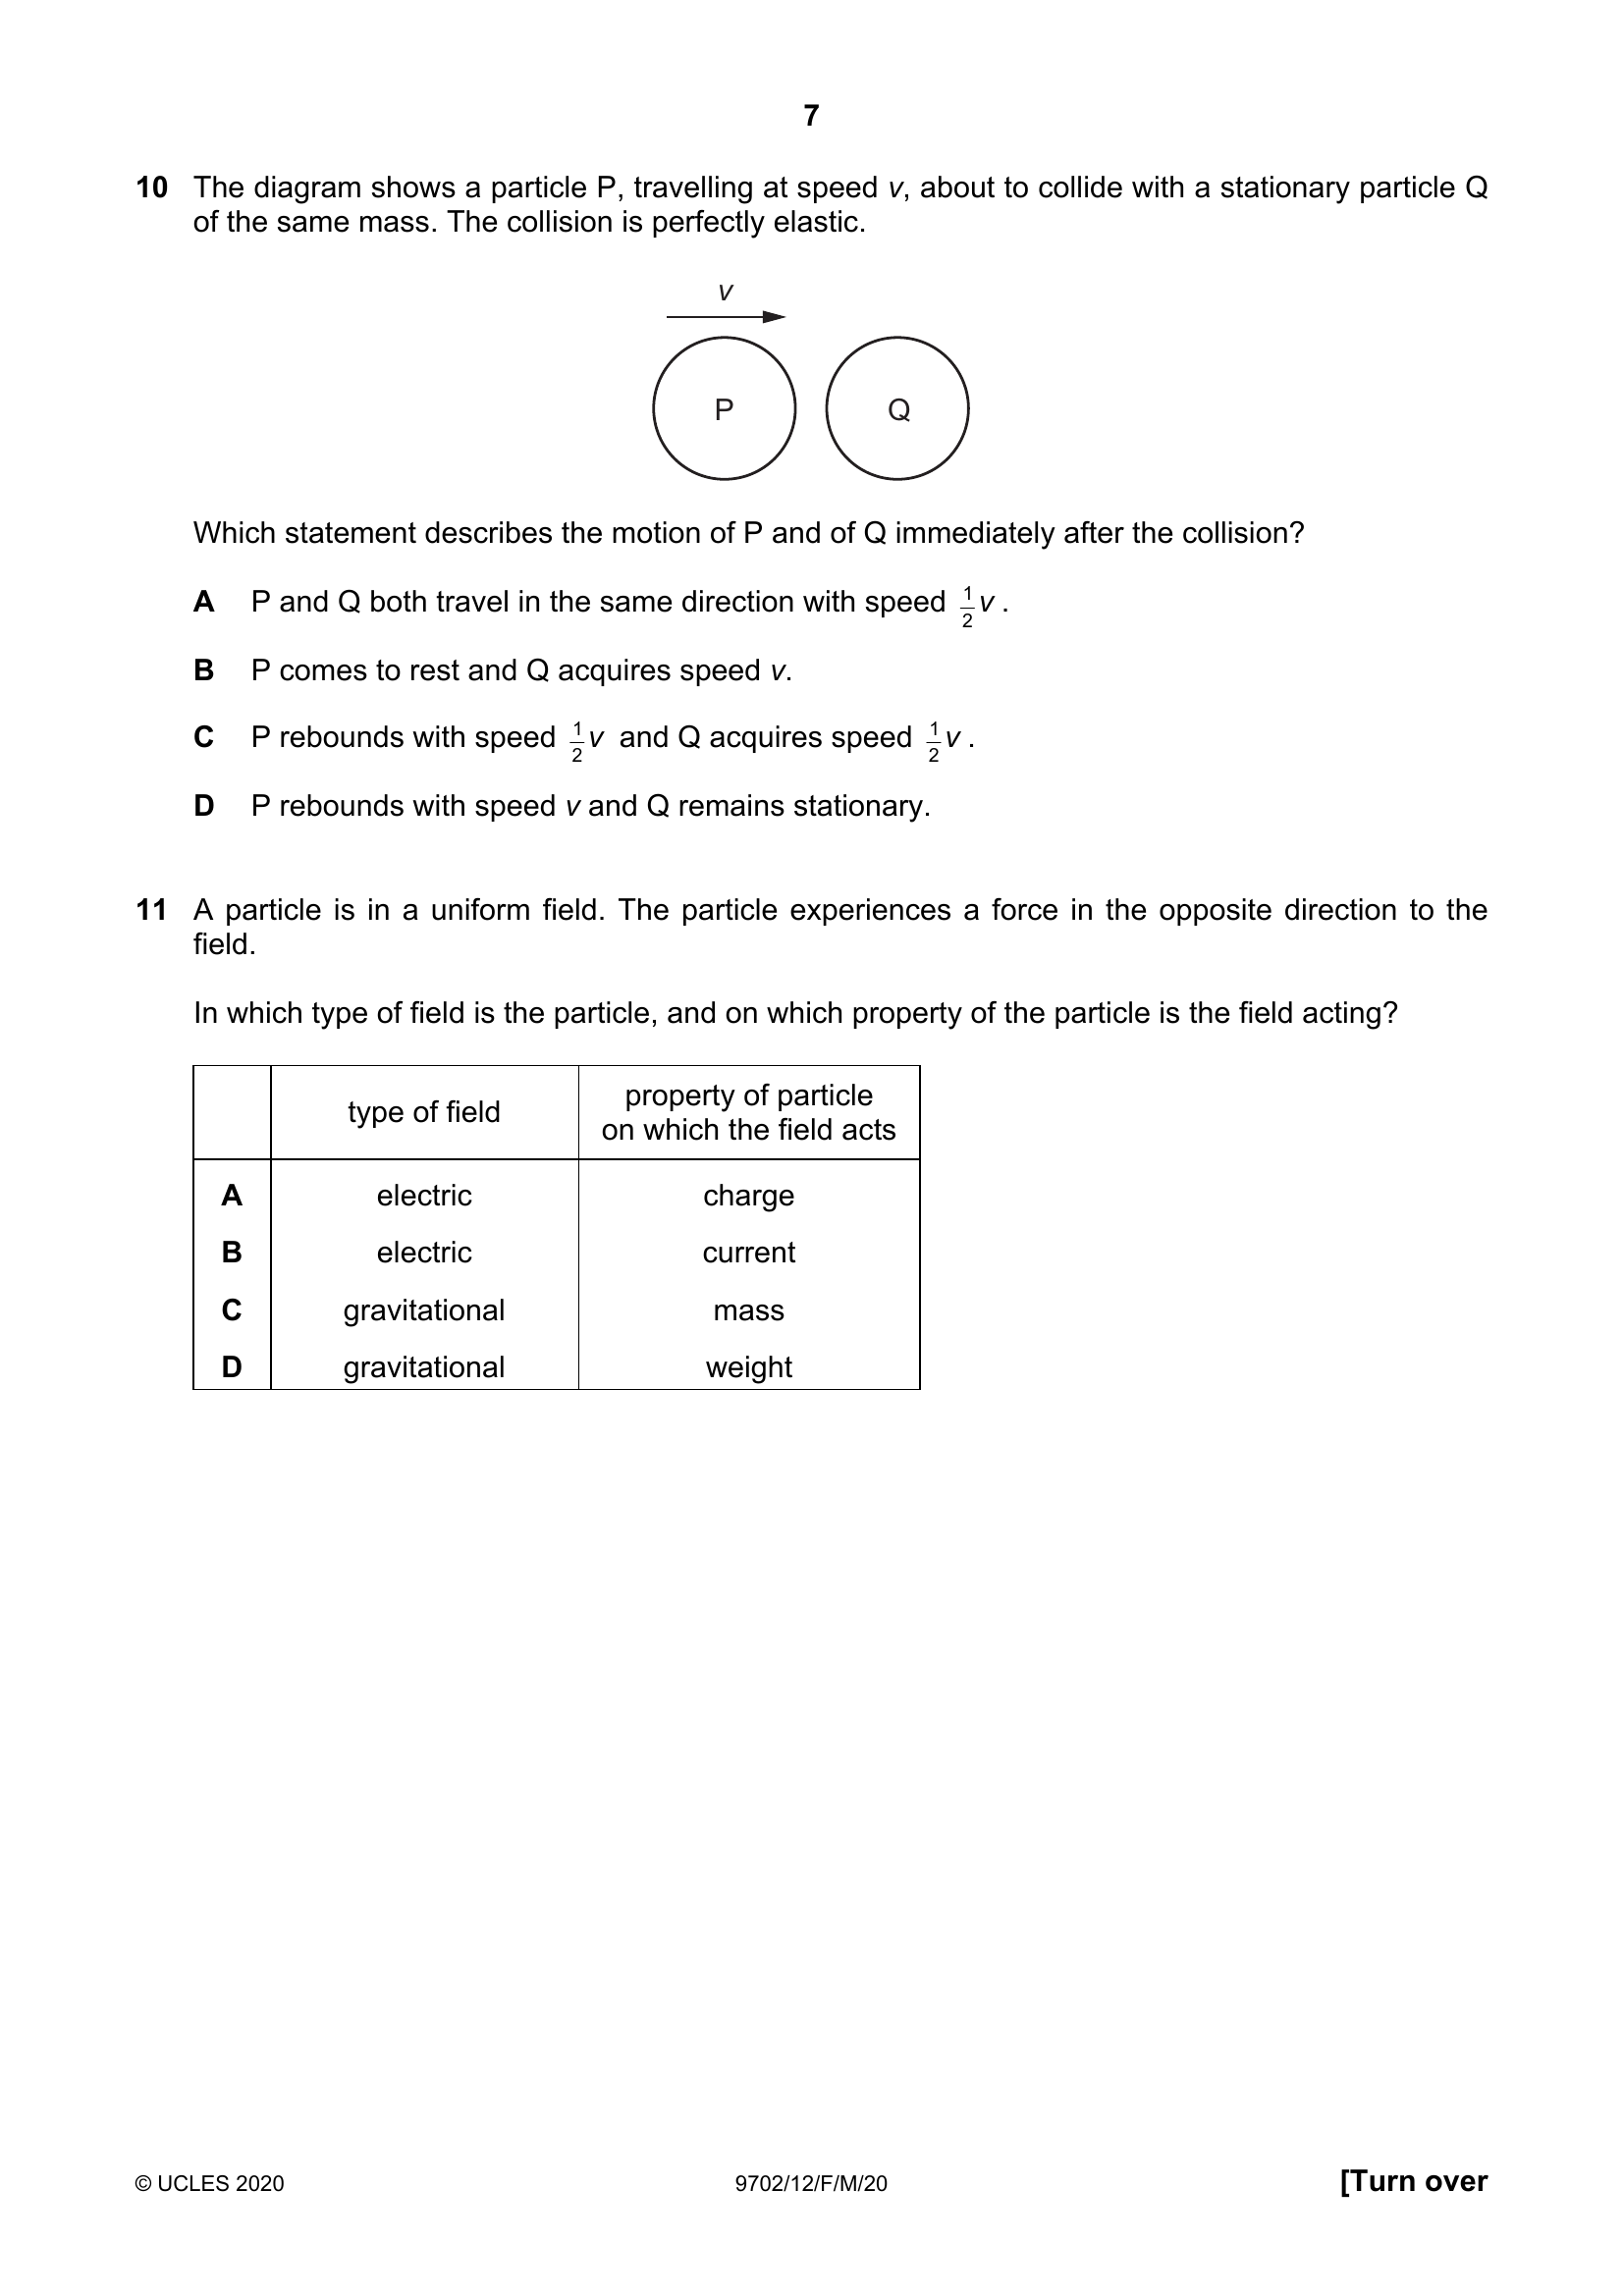 7
10 The diagram shows a particle P, travelling at speed v, about to collide with a stationary particle Q
of the same mass. The collision is perfectly elastic.
v
P Q
Which statement describes the motion of P and of Q immediately after the collision?
A P and Q both travel in the same direction with speed 1/2 v .
B P comes to rest and Q acquires speed v.
C P rebounds with speed 1/2 v and Q acquires speed 1/2 v .
D P rebounds with speed v and Q remains stationary.
11 A particle is in a uniform field. The particle experiences a force in the opposite direction to the
field.
In which type of field is the particle, and on which property of the particle is the field acting?
type of field property of particle
on which the field acts
A electric charge
B electric current
C gravitational mass
D gravitational weight
© UCLES 2020 9702/12/F/M/20 [Turn over